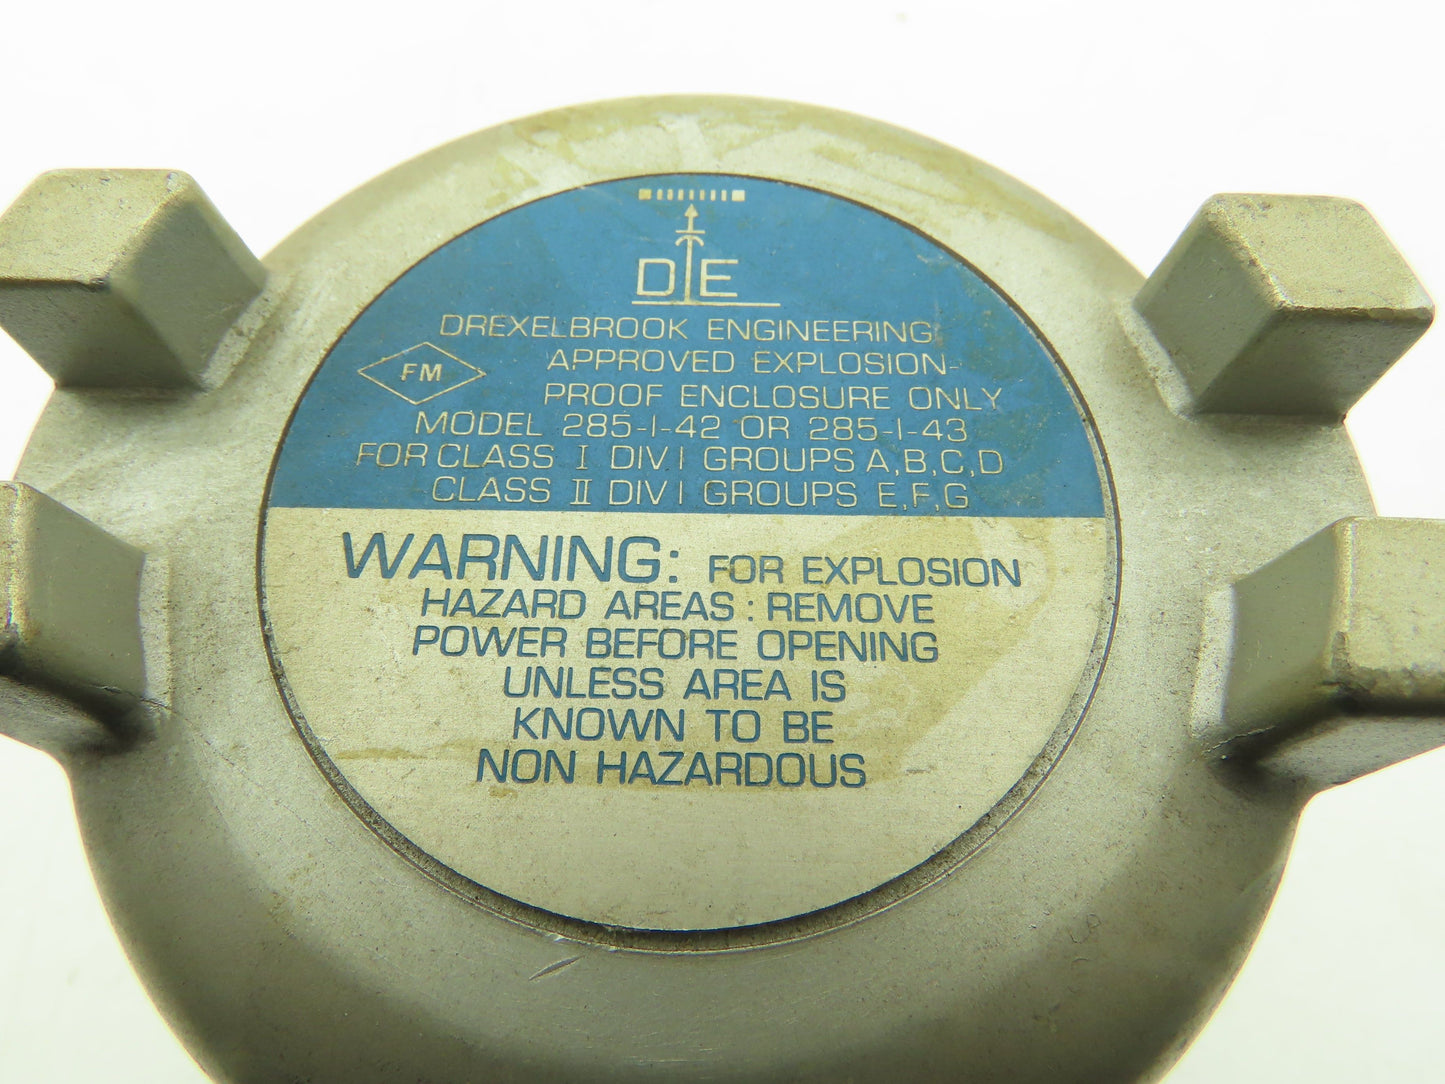 DE
DREXELBROOK ENGINEERING
FM APPROVED EXPLOSION-
PROOF ENCLOSURE ONLY
MODEL 285-1-42 OR 285-1-43
FOR CLASS I DIV I GROUPS A,B,C,D
CLASS II DIV I GROUPS E,F,G
WARNING: FOR EXPLOSION
HAZARD AREAS: REMOVE
POWER BEFORE OPENING
UNLESS AREA IS
KNOWN TO BE
NON HAZARDOUS